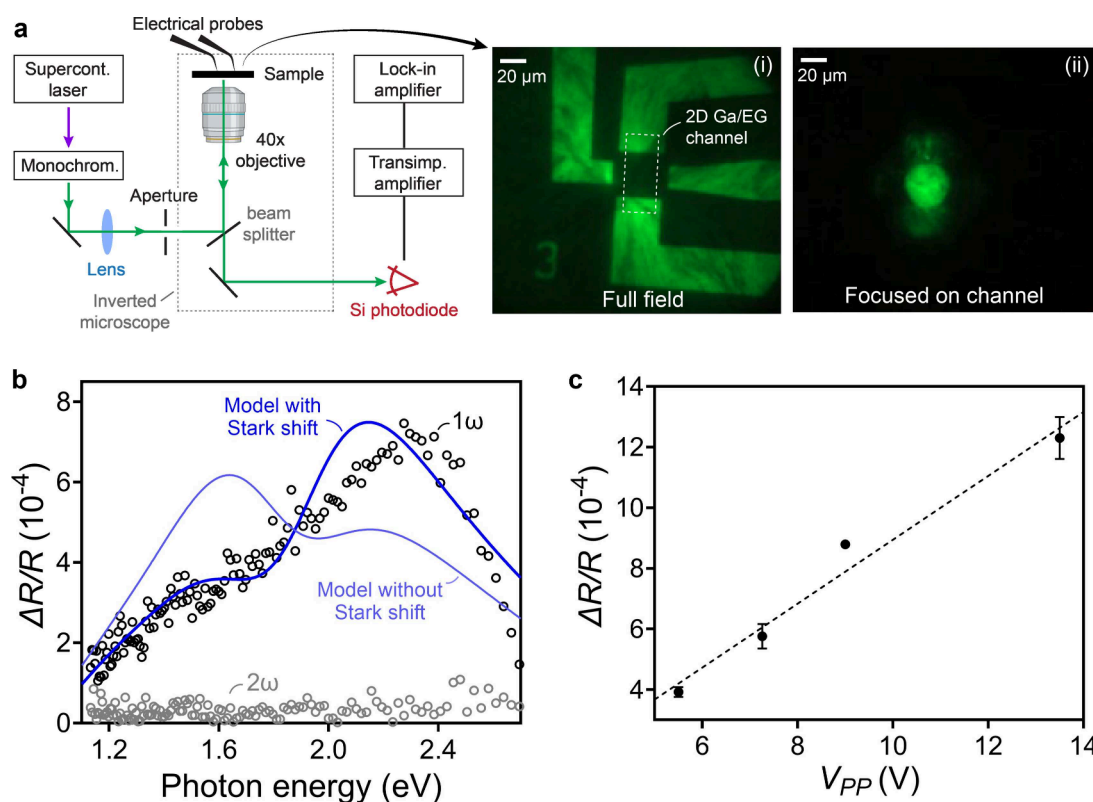 a
Electrical probes
Supercont.
laser
Sample
Lock-in
amplifier
Monochrom.
40x
objective
Transimp.
amplifier
Aperture
beam
splitter
Lens
Inverted
microscope
Si photodiode
20 μm
(i)
2D Ga/EG
channel
3
Full field
20 μm
(ii)
Focused on channel
b
8
6
4
2
0
ΔR/R (10⁻⁴)
Model with
Stark shift
1ω
Model without
Stark shift
2ω
1.2
1.6
2.0
2.4
Photon energy (eV)
c
14
12
10
8
6
4
ΔR/R (10⁻⁴)
6
8
10
12
14
V_PP (V)